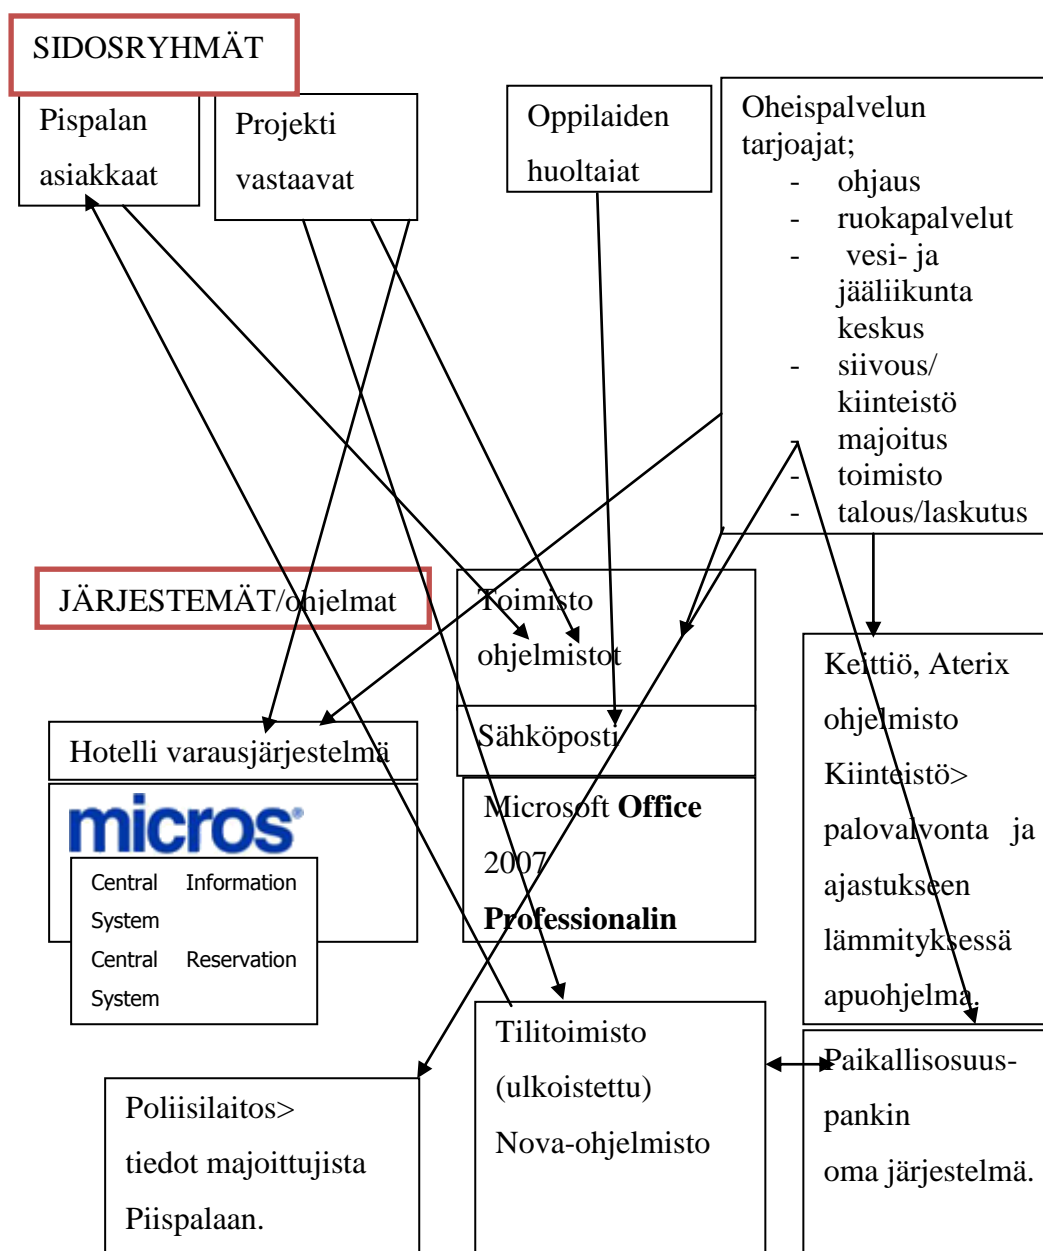 SIDOSRYHMÄT
Pispalan
asiakkaat
Projekti
vastaavat
Oppilaiden
huoltajat
Oheispalvelun
tarjoajat;
- ohjaus
- ruokapalvelut
- vesi- ja
jääliikunta
keskus
- siivous/
kiinteistö
- majoitus
- toimisto
- talous/laskutus
JÄRJESTEMÄT/ohjelmat
Toimisto
ohjelmistot
Sähköposti
Microsoft Office
2007
Professionalin
Hotelli varausjärjestelmä
micros
Central Information
System
Central Reservation
System
Keittiö, Aterix
ohjelmisto
Kiinteistö>
palovalvonta ja
ajastukseen
lämmityksessä
apuohjelma.
Poliisilaitos>
tiedot majoittujista
Piispalaan.
Tilitoimisto
(ulkoistettu)
Nova-ohjelmisto
Paikallisosuus-
pankin
oma järjestelmä.